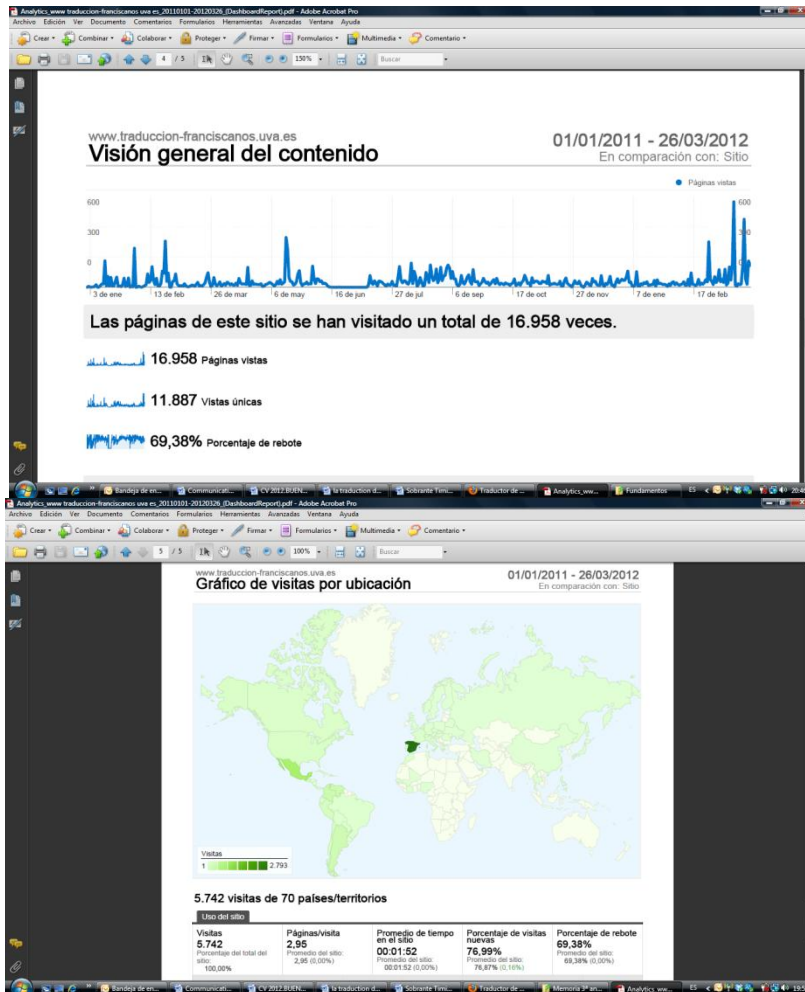 Analytics_www traduccion-franciscanos uva es_20110101-20120326_(DashboardReport).pdf - Adobe Acrobat Pro
Archivo Edición Ver Documento Comentarios Formularios Herramientas Avanzadas Ventana Ayuda
Crear Combinar Colaborar Proteger Firmar Formularios Multimedia Comentario
4 / 5 150% Buscar
www.traduccion-franciscanos.uva.es
Visión general del contenido
01/01/2011 - 26/03/2012
En comparación con: Sitio
Páginas vistas
600 600
300 300
0 0
3 de ene 13 de feb 26 de mar 6 de may 16 de jun 27 de jul 6 de sep 17 de oct 27 de nov 7 de ene 17 de feb
Las páginas de este sitio se han visitado un total de 16.958 veces.
16.958 Páginas vistas
11.887 Vistas únicas
69,38% Porcentaje de rebote
Bandeja de en... Communicati... CV 2012.BUEN... la traduction d... Sobrante Timi... Traductor de ... Analytics_ww... Fundamentos ES
Analytics_www traduccion-franciscanos uva es_20110101-20120326_(DashboardReport).pdf - Adobe Acrobat Pro
Archivo Edición Ver Documento Comentarios Formularios Herramientas Avanzadas Ventana Ayuda
Crear Combinar Colaborar Proteger Firmar Formularios Multimedia Comentario
5 / 5 100% Buscar
www.traduccion-franciscanos.uva.es
Gráfico de visitas por ubicación
01/01/2011 - 26/03/2012
En comparación con: Sitio
Visitas
1 2.793
5.742 visitas de 70 países/territorios
Uso del sitio
Visitas
5.742
Porcentaje del total del
sitio:
100,00%
Páginas/visita
2,95
Promedio del sitio:
2,95 (0,00%)
Promedio de tiempo
en el sitio
00:01:52
Promedio del sitio:
00:01:52 (0,00%)
Porcentaje de visitas
nuevas
76,99%
Promedio del sitio:
76,87% (0,16%)
Porcentaje de rebote
69,38%
Promedio del sitio:
69,38% (0,00%)
Bandeja de en... Communicati... CV 2012.BUEN... la traduction d... Sobrante Timi... Traductor de ... Memoria 3º an... Analytics_ww... ES